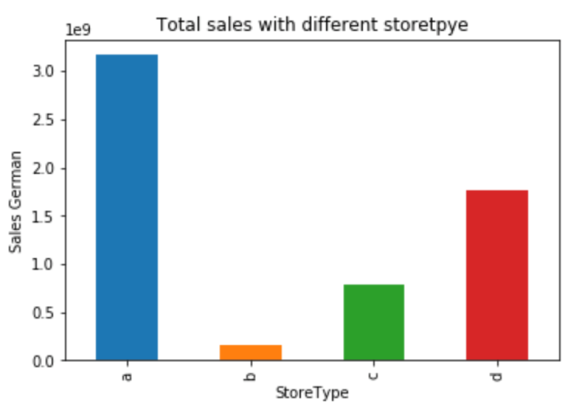 Total sales with different storetpye
1e9
3.0
2.5
2.0
1.5
1.0
0.5
0.0
Sales German
a
b
c
d
StoreType